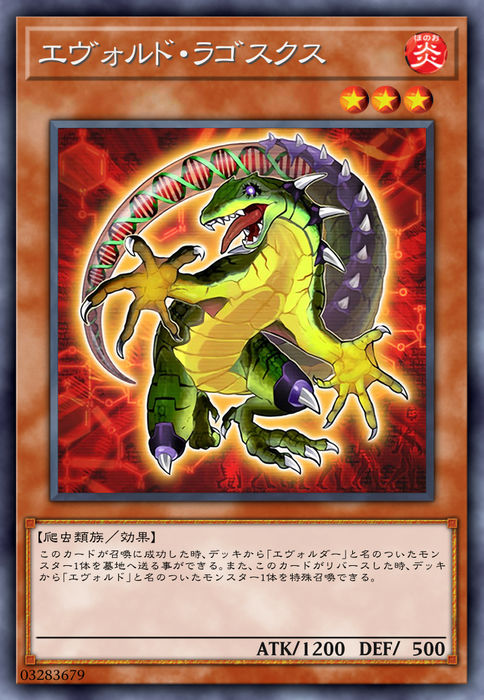 エヴォルド・ラゴスクス
ほのお
炎
【爬虫類族／効果】
このカードが召喚に成功した時、デッキから「エヴォルダー」と名のついたモン
スター1体を墓地へ送る事ができる。また、このカードがリバースした時、デッキ
から「エヴォルド」と名のついたモンスター1体を特殊召喚できる。
ATK/1200 DEF/ 500
03283679